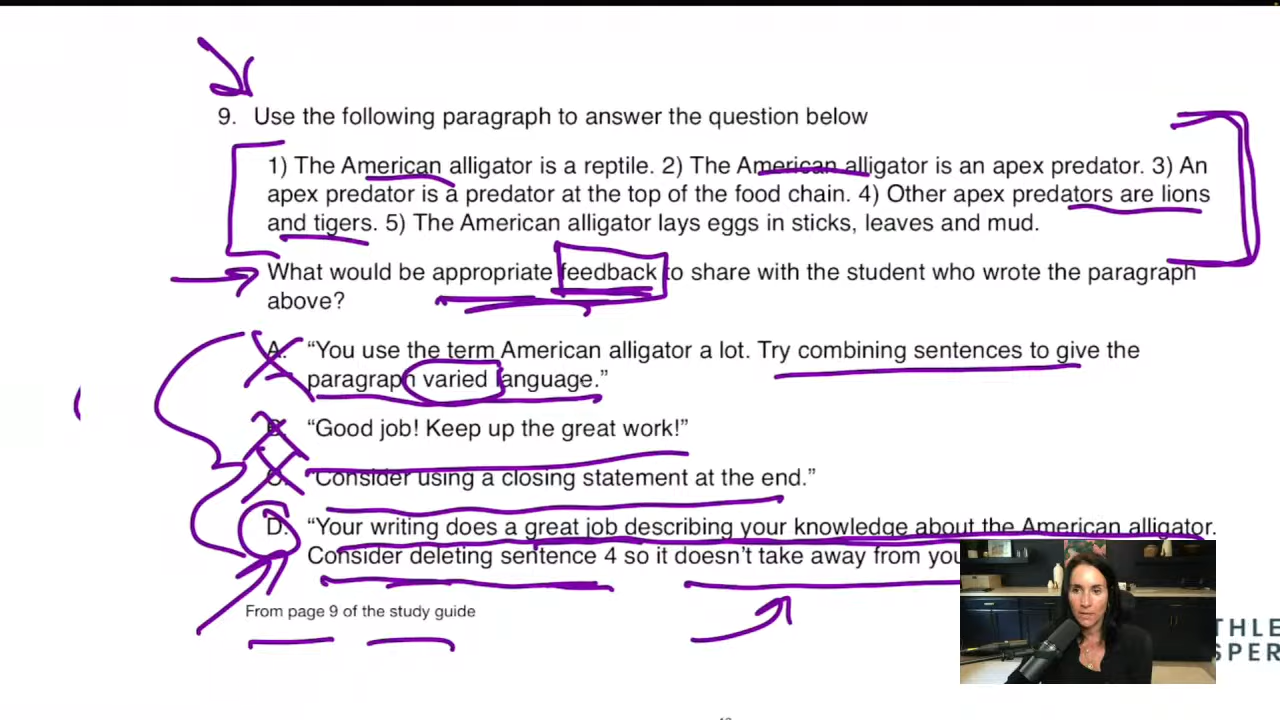 9. Use the following paragraph to answer the question below
1) The American alligator is a reptile. 2) The American alligator is an apex predator. 3) An
apex predator is a predator at the top of the food chain. 4) Other apex predators are lions
and tigers. 5) The American alligator lays eggs in sticks, leaves and mud.
What would be appropriate feedback to share with the student who wrote the paragraph
above?
A. “You use the term American alligator a lot. Try combining sentences to give the
paragraph varied language.”
“Good job! Keep up the great work!”
“Consider using a closing statement at the end.”
D. “Your writing does a great job describing your knowledge about the American alligator.
Consider deleting sentence 4 so it doesn’t take away from you
From page 9 of the study guide